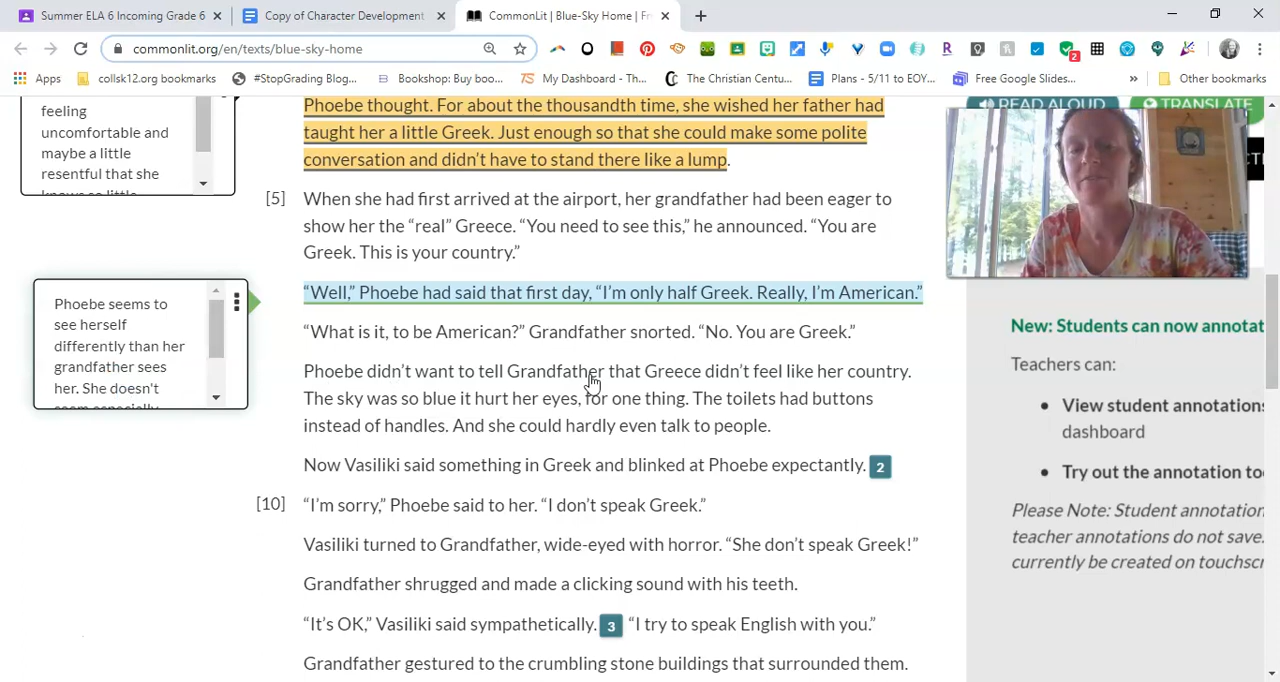 Summer ELA 6 Incoming Grade 6
Copy of Character Development
CommonLit | Blue-Sky Home | Fr
commonlit.org/en/texts/blue-sky-home
2
Apps
collsk12.org bookmarks
#StopGrading Blog...
Bookshop: Buy boo...
My Dashboard - Th...
The Christian Centu...
Plans - 5/11 to EOY...
Free Google Slides...
»
Other bookmarks
feeling
uncomfortable and
maybe a little
resentful that she
knows so little
Phoebe thought. For about the thousandth time, she wished her father had
taught her a little Greek. Just enough so that she could make some polite
conversation and didn’t have to stand there like a lump.
[5] When she had first arrived at the airport, her grandfather had been eager to
show her the “real” Greece. “You need to see this,” he announced. “You are
Greek. This is your country.”
“Well,” Phoebe had said that first day, “I’m only half Greek. Really, I’m American.”
“What is it, to be American?” Grandfather snorted. “No. You are Greek.”
Phoebe didn’t want to tell Grandfather that Greece didn’t feel like her country.
The sky was so blue it hurt her eyes, for one thing. The toilets had buttons
instead of handles. And she could hardly even talk to people.
Now Vasiliki said something in Greek and blinked at Phoebe expectantly. 2
[10] “I’m sorry,” Phoebe said to her. “I don’t speak Greek.”
Vasiliki turned to Grandfather, wide-eyed with horror. “She don’t speak Greek!”
Grandfather shrugged and made a clicking sound with his teeth.
“It’s OK,” Vasiliki said sympathetically. 3 “I try to speak English with you.”
Grandfather gestured to the crumbling stone buildings that surrounded them.
Phoebe seems to
see herself
differently than her
grandfather sees
her. She doesn't
seem especially
READ ALOUD
TRANSLATE
New: Students can now annotat
Teachers can:
• View student annotations
dashboard
• Try out the annotation to
Please Note: Student annotation
teacher annotations do not save.
currently be created on touchscr